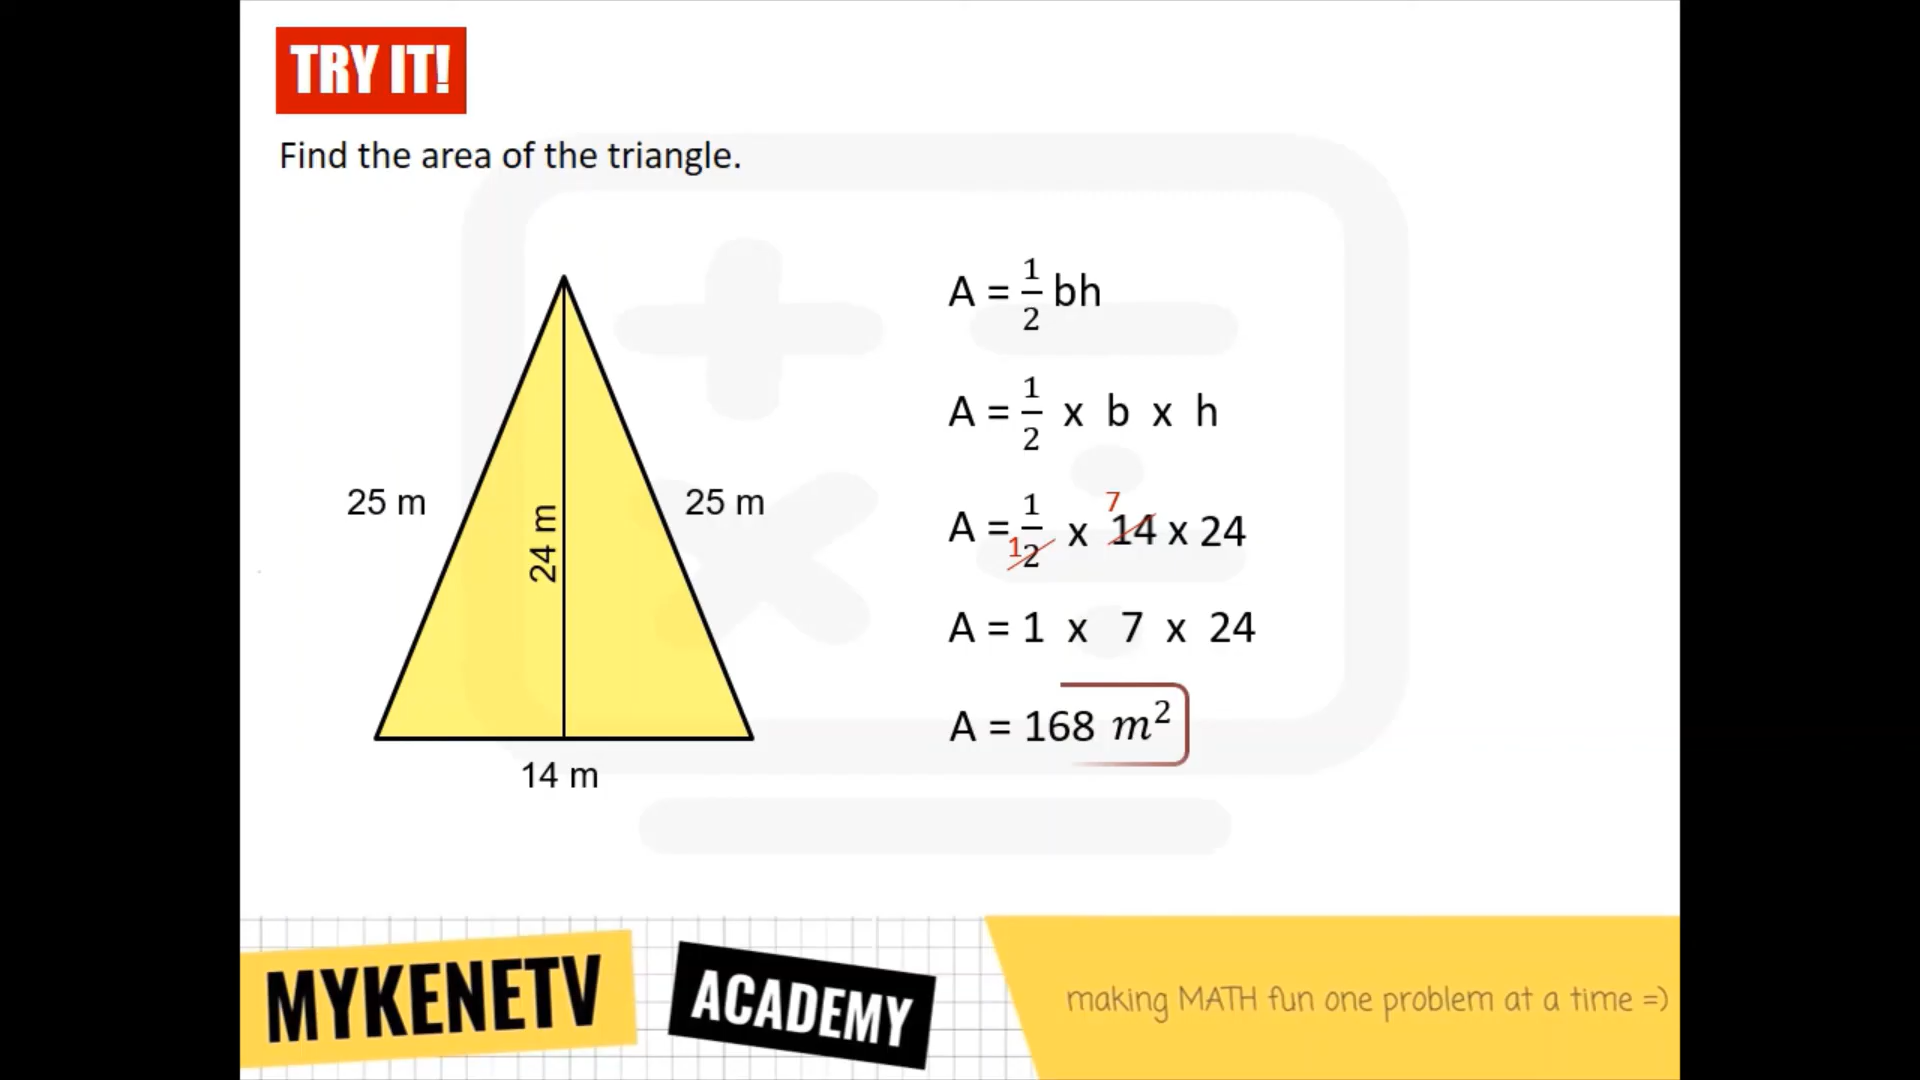 TRY IT!
Find the area of the triangle.
25 m
24 m
25 m
14 m
A = 1/2 bh
A = 1/2 x b x h
A = 1/2 x 14 x 24
7
1
A = 1 x 7 x 24
A = 168 m²
MYKENETV
ACADEMY
making MATH fun one problem at a time =)